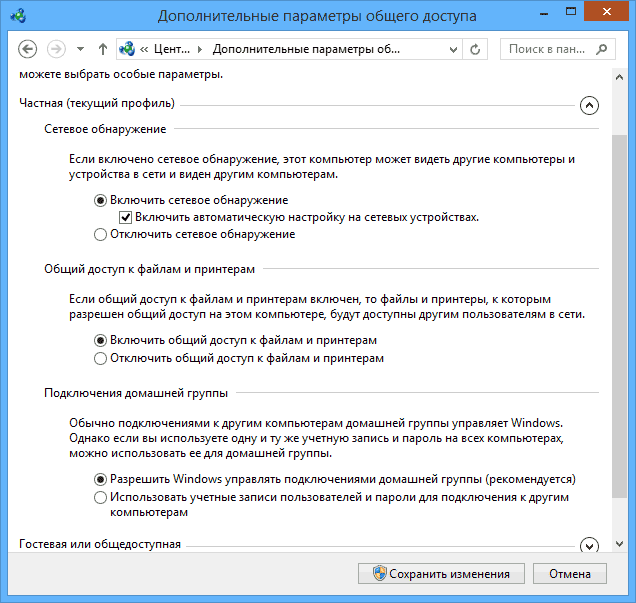 Дополнительные параметры общего доступа
« Цент... Дополнительные параметры об... Поиск в пан...
можете выбрать особые параметры.
Частная (текущий профиль)
Сетевое обнаружение
Если включено сетевое обнаружение, этот компьютер может видеть другие компьютеры и
устройства в сети и виден другим компьютерам.
Включить сетевое обнаружение
Включить автоматическую настройку на сетевых устройствах.
Отключить сетевое обнаружение
Общий доступ к файлам и принтерам
Если общий доступ к файлам и принтерам включен, то файлы и принтеры, к которым
разрешен общий доступ на этом компьютере, будут доступны другим пользователям в сети.
Включить общий доступ к файлам и принтерам
Отключить общий доступ к файлам и принтерам
Подключения домашней группы
Обычно подключениями к другим компьютерам домашней группы управляет Windows.
Однако если вы используете одну и ту же учетную запись и пароль на всех компьютерах,
можно использовать ее для домашней группы.
Разрешить Windows управлять подключениями домашней группы (рекомендуется)
Использовать учетные записи пользователей и пароли для подключения к другим
компьютерам
Гостевая или общедоступная
Сохранить изменения Отмена